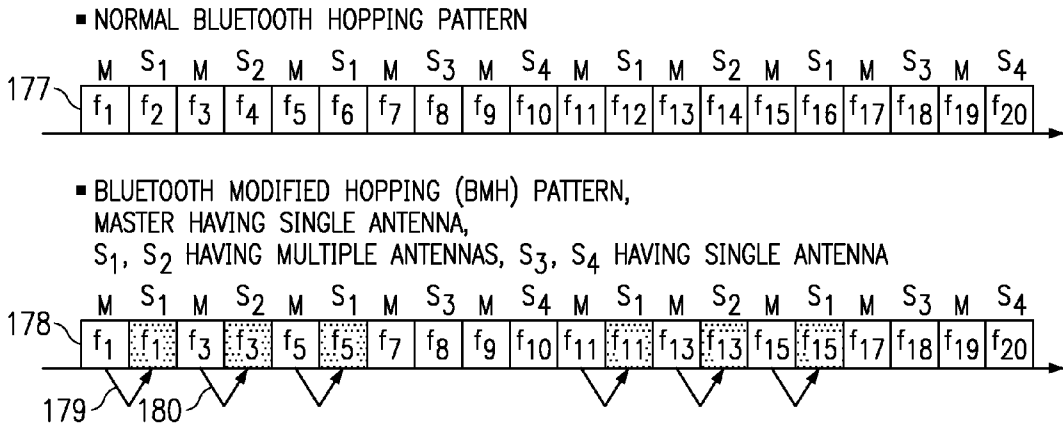 ▪ NORMAL BLUETOOTH HOPPING PATTERN
M S1 M S2 M S1 M S3 M S4 M S1 M S2 M S1 M S3 M S4
177 f1 f2 f3 f4 f5 f6 f7 f8 f9 f10 f11 f12 f13 f14 f15 f16 f17 f18 f19 f20
▪ BLUETOOTH MODIFIED HOPPING (BMH) PATTERN,
MASTER HAVING SINGLE ANTENNA,
S1, S2 HAVING MULTIPLE ANTENNAS, S3, S4 HAVING SINGLE ANTENNA
M S1 M S2 M S1 M S3 M S4 M S1 M S2 M S1 M S3 M S4
178 f1 f1 f3 f3 f5 f5 f7 f8 f9 f10 f11 f11 f13 f13 f15 f15 f17 f18 f19 f20
179 180